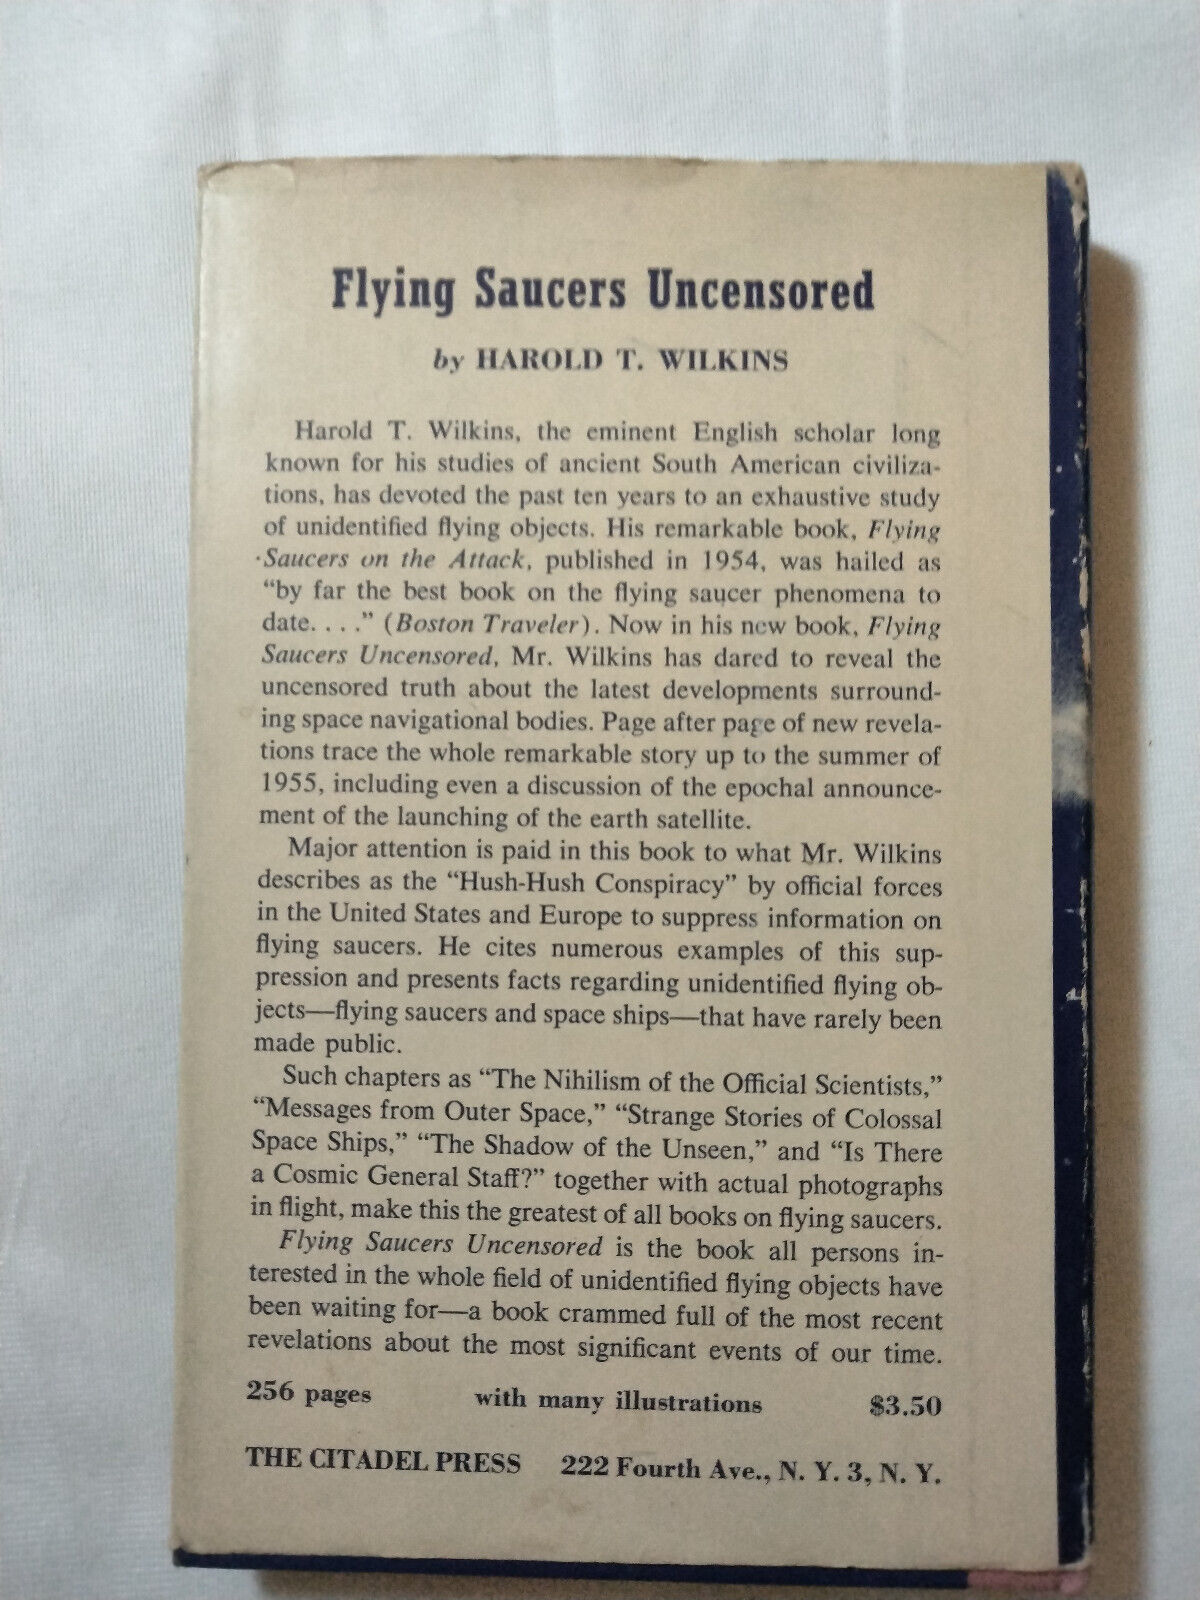 Flying Saucers Uncensored
by HAROLD T. WILKINS
Harold T. Wilkins, the eminent English scholar long
known for his studies of ancient South American civiliza-
tions, has devoted the past ten years to an exhaustive study
of unidentified flying objects. His remarkable book, Flying
Saucers on the Attack, published in 1954, was hailed as
“by far the best book on the flying saucer phenomena to
date. . . .” (Boston Traveler). Now in his new book, Flying
Saucers Uncensored, Mr. Wilkins has dared to reveal the
uncensored truth about the latest developments surround-
ing space navigational bodies. Page after page of new revela-
tions trace the whole remarkable story up to the summer of
1955, including even a discussion of the epochal announce-
ment of the launching of the earth satellite.
Major attention is paid in this book to what Mr. Wilkins
describes as the “Hush-Hush Conspiracy” by official forces
in the United States and Europe to suppress information on
flying saucers. He cites numerous examples of this sup-
pression and presents facts regarding unidentified flying ob-
jects—flying saucers and space ships—that have rarely been
made public.
Such chapters as “The Nihilism of the Official Scientists,”
“Messages from Outer Space,” “Strange Stories of Colossal
Space Ships,” “The Shadow of the Unseen,” and “Is There
a Cosmic General Staff?” together with actual photographs
in flight, make this the greatest of all books on flying saucers.
Flying Saucers Uncensored is the book all persons in-
terested in the whole field of unidentified flying objects have
been waiting for—a book crammed full of the most recent
revelations about the most significant events of our time.
256 pages with many illustrations $3.50
THE CITADEL PRESS 222 Fourth Ave., N. Y. 3, N. Y.